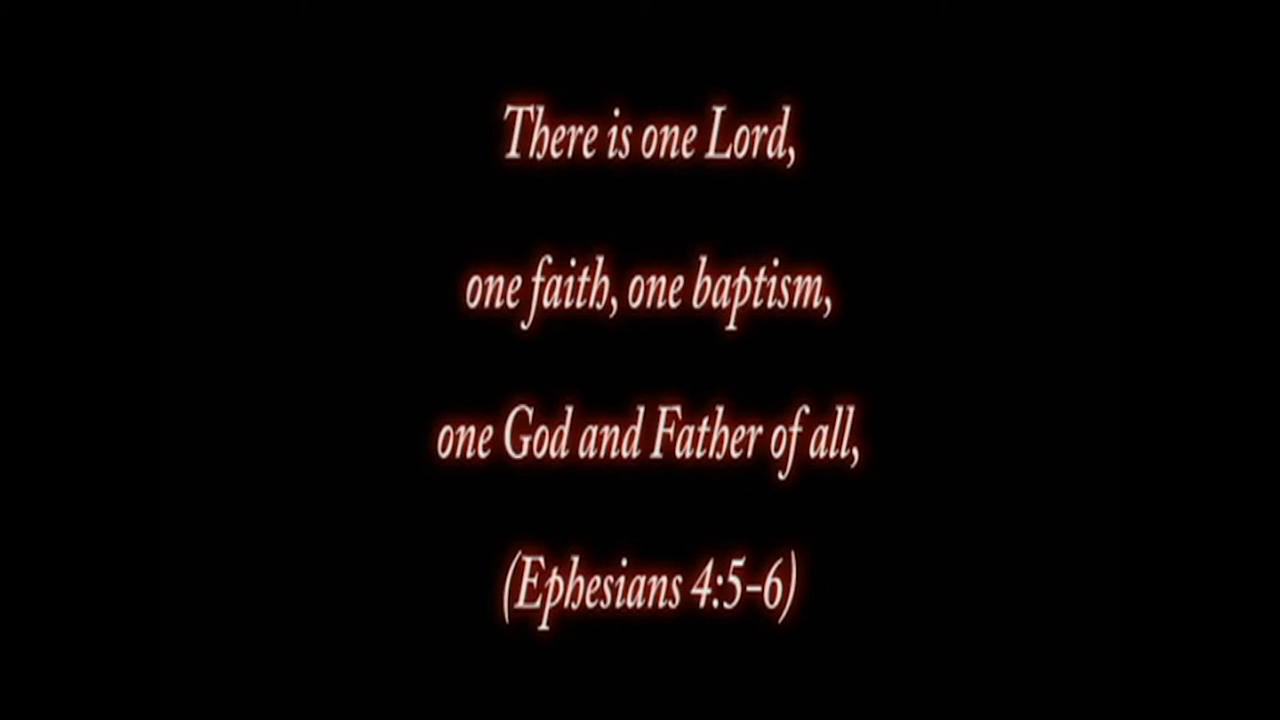 There is one Lord,
one faith, one baptism,
one God and Father of all,
(Ephesians 4:5-6)